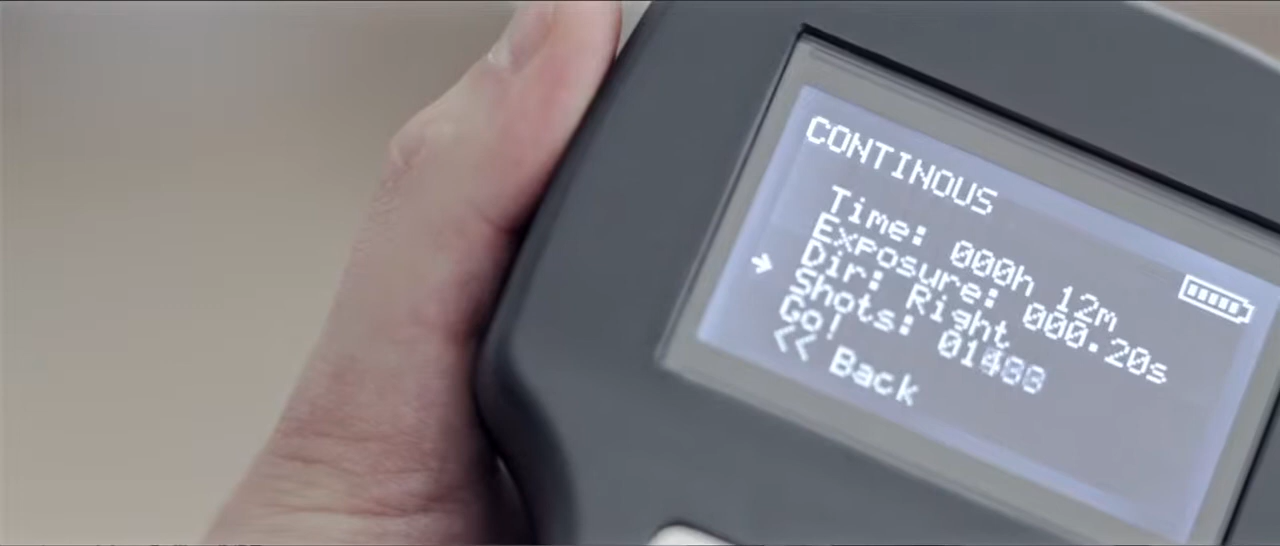 CONTINOUS
Time: 000h 12m
Exposure: 000.20s
Dir: Right
Shots:
Go!
<< Back